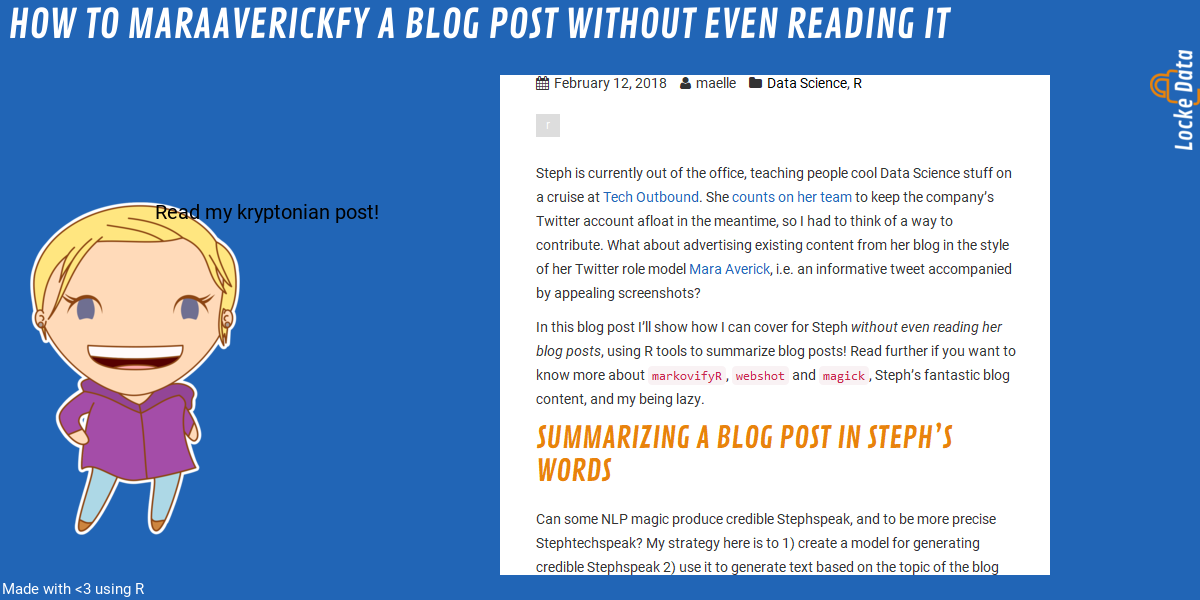 HOW TO MARAAVERICKFY A BLOG POST WITHOUT EVEN READING IT
Locke Data
February 12, 2018 maelle Data Science, R
r
Read my kryptonian post!
Steph is currently out of the office, teaching people cool Data Science stuff on
a cruise at Tech Outbound. She counts on her team to keep the company’s
Twitter account afloat in the meantime, so I had to think of a way to
contribute. What about advertising existing content from her blog in the style
of her Twitter role model Mara Averick, i.e. an informative tweet accompanied
by appealing screenshots?
In this blog post I’ll show how I can cover for Steph without even reading her
blog posts, using R tools to summarize blog posts! Read further if you want to
know more about markovifyR, webshot and magick, Steph’s fantastic blog
content, and my being lazy.
SUMMARIZING A BLOG POST IN STEPH’S
WORDS
Can some NLP magic produce credible Stephspeak, and to be more precise
Stephtechspeak? My strategy here is to 1) create a model for generating
credible Stephspeak 2) use it to generate text based on the topic of the blog
Made with <3 using R